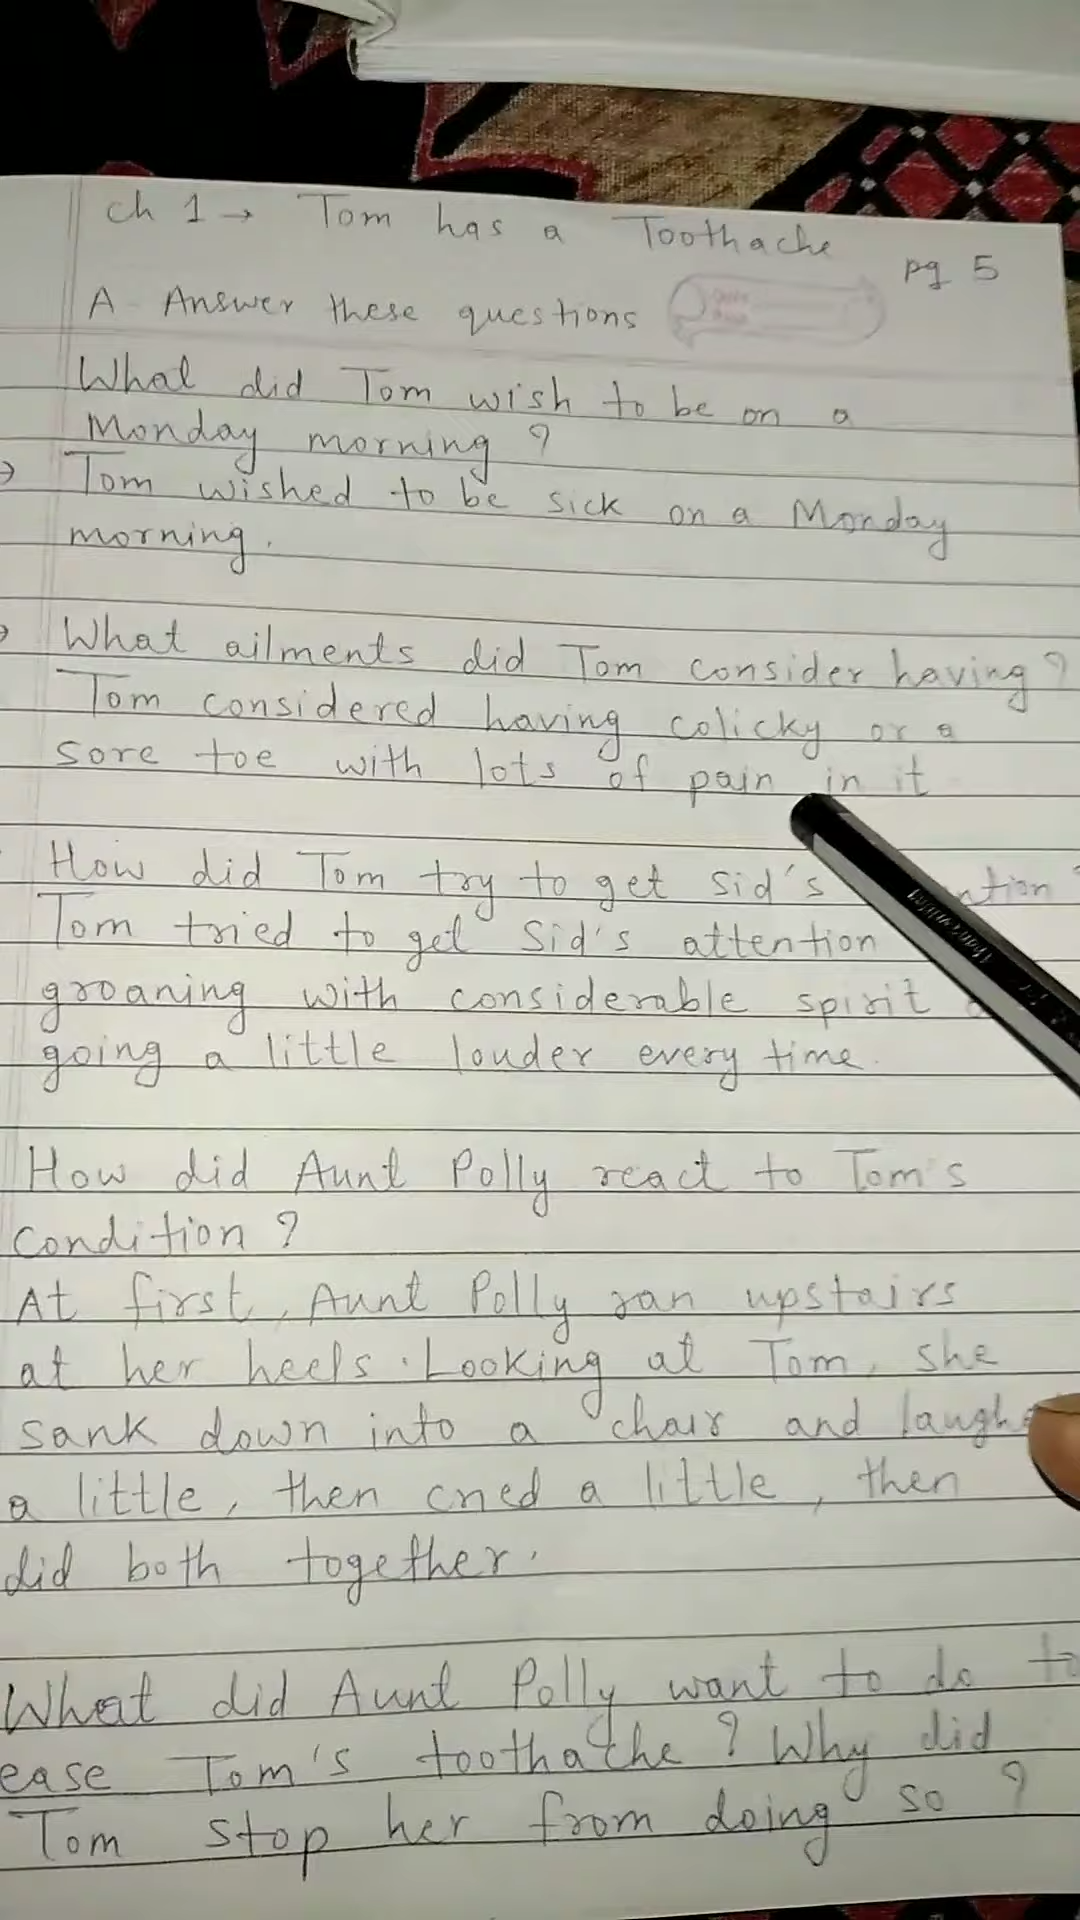 Ch 1 → Tom has a Toothache pg 5
A - Answer these questions
What did Tom wish to be on a
Monday morning ?
→ Tom wished to be sick on a Monday
morning.
→ What ailments did Tom consider having ?
Tom considered having colicky or a
sore toe with lots of pain in it
How did Tom try to get Sid's
Tom tried to get Sid's attention
groaning with considerable spirit
going a little louder every time.
How did Aunt Polly react to Tom's
condition ?
At first, Aunt Polly ran upstairs
at her heels. Looking at Tom, she
sank down into a chair and
a little, then cried a little, then
did both together.
What did Aunt Polly want to do to
ease Tom's toothache ? Why did
Tom stop her from doing so ?